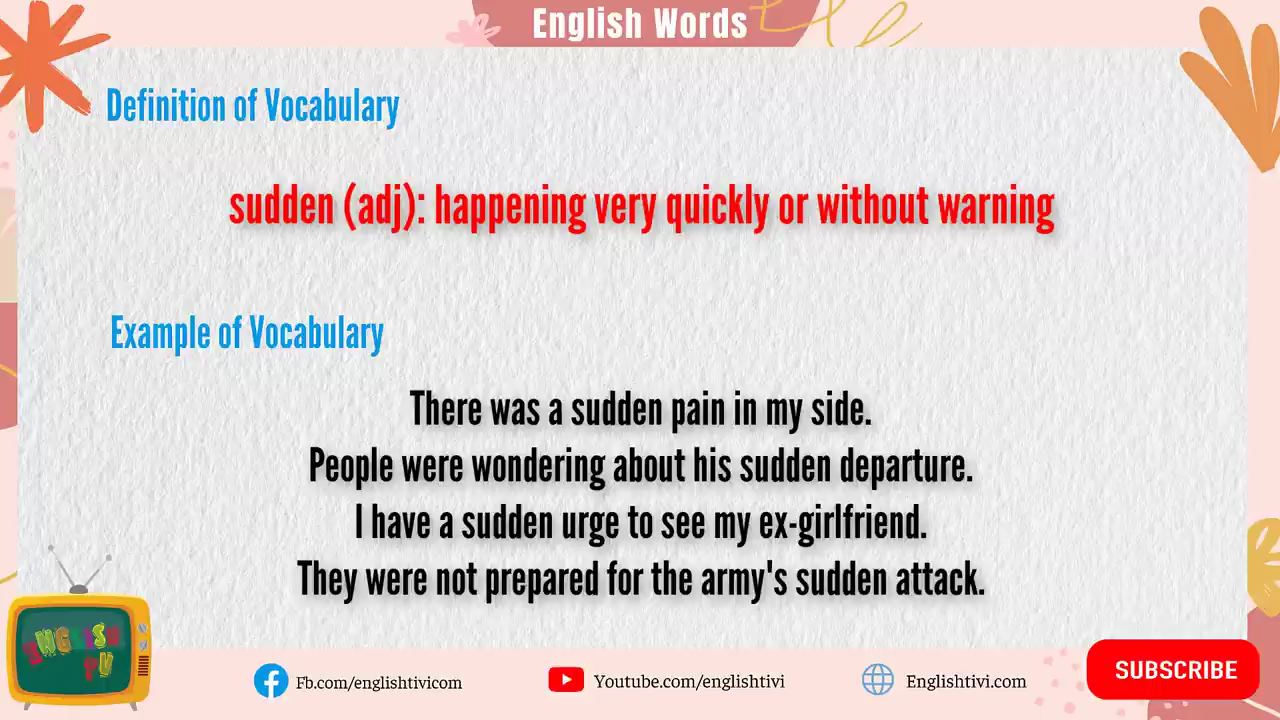 English Words
Definition of Vocabulary
sudden (adj): happening very quickly or without warning
Example of Vocabulary
There was a sudden pain in my side.
People were wondering about his sudden departure.
I have a sudden urge to see my ex-girlfriend.
They were not prepared for the army's sudden attack.
ENGLISH
TV
Fb.com/englishtivicom
Youtube.com/englishtivi
Englishtivi.com
SUBSCRIBE